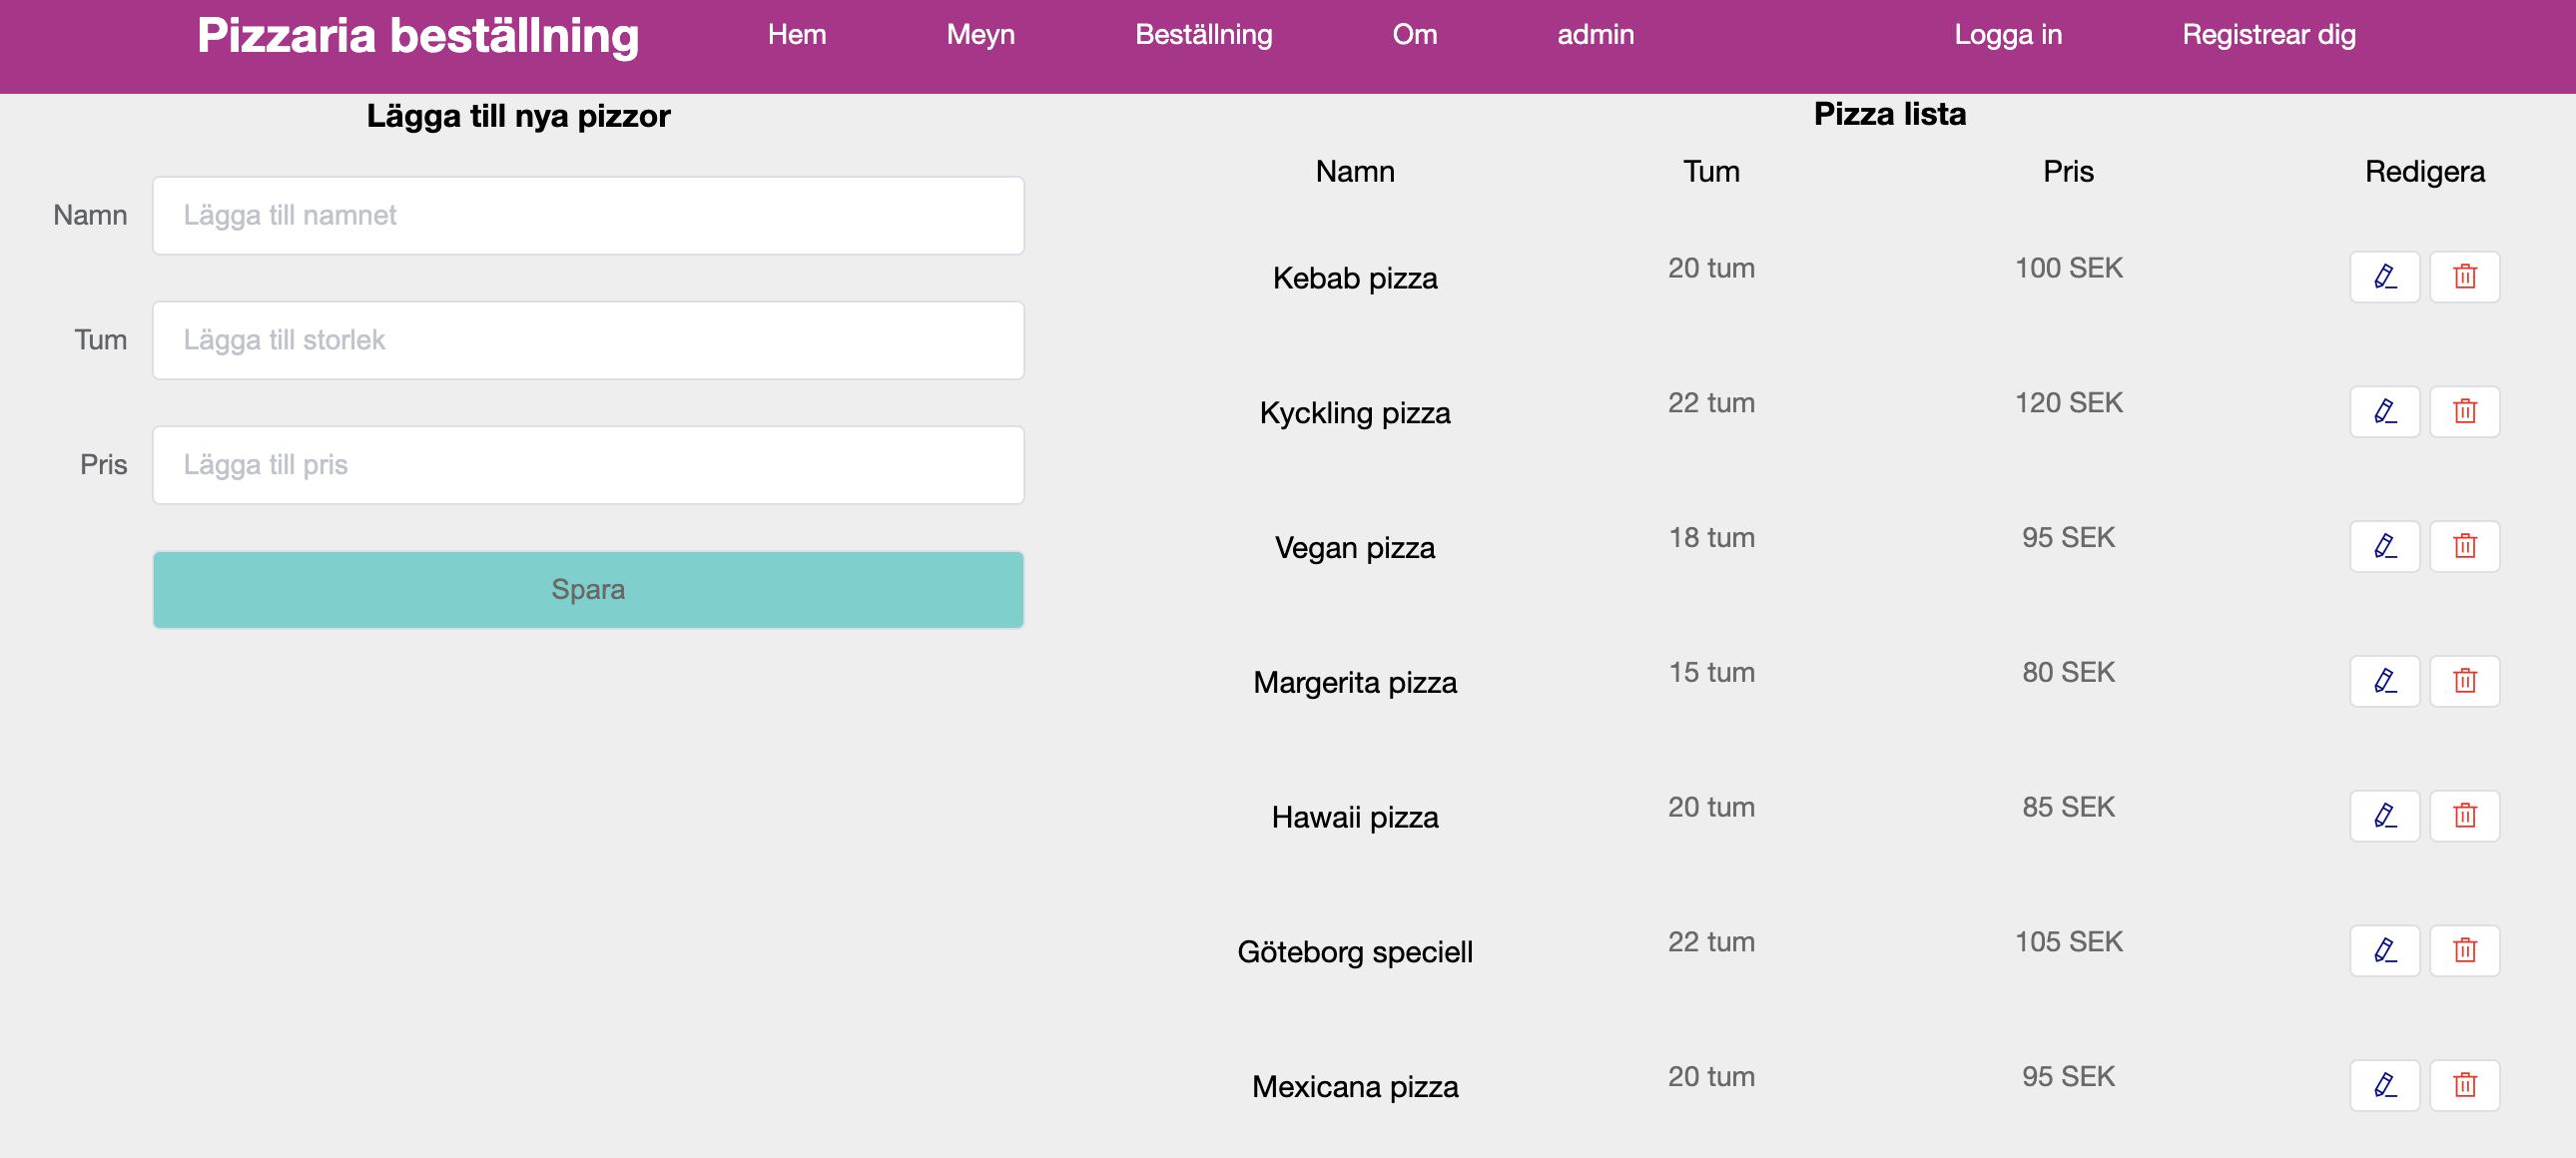 Pizzaria beställning Hem Meyn Beställning Om admin Logga in Registrear dig
Lägga till nya pizzor
Namn Lägga till namnet
Tum Lägga till storlek
Pris Lägga till pris
Spara
Pizza lista
Namn Tum Pris Redigera
Kebab pizza 20 tum 100 SEK
Kyckling pizza 22 tum 120 SEK
Vegan pizza 18 tum 95 SEK
Margerita pizza 15 tum 80 SEK
Hawaii pizza 20 tum 85 SEK
Göteborg speciell 22 tum 105 SEK
Mexicana pizza 20 tum 95 SEK